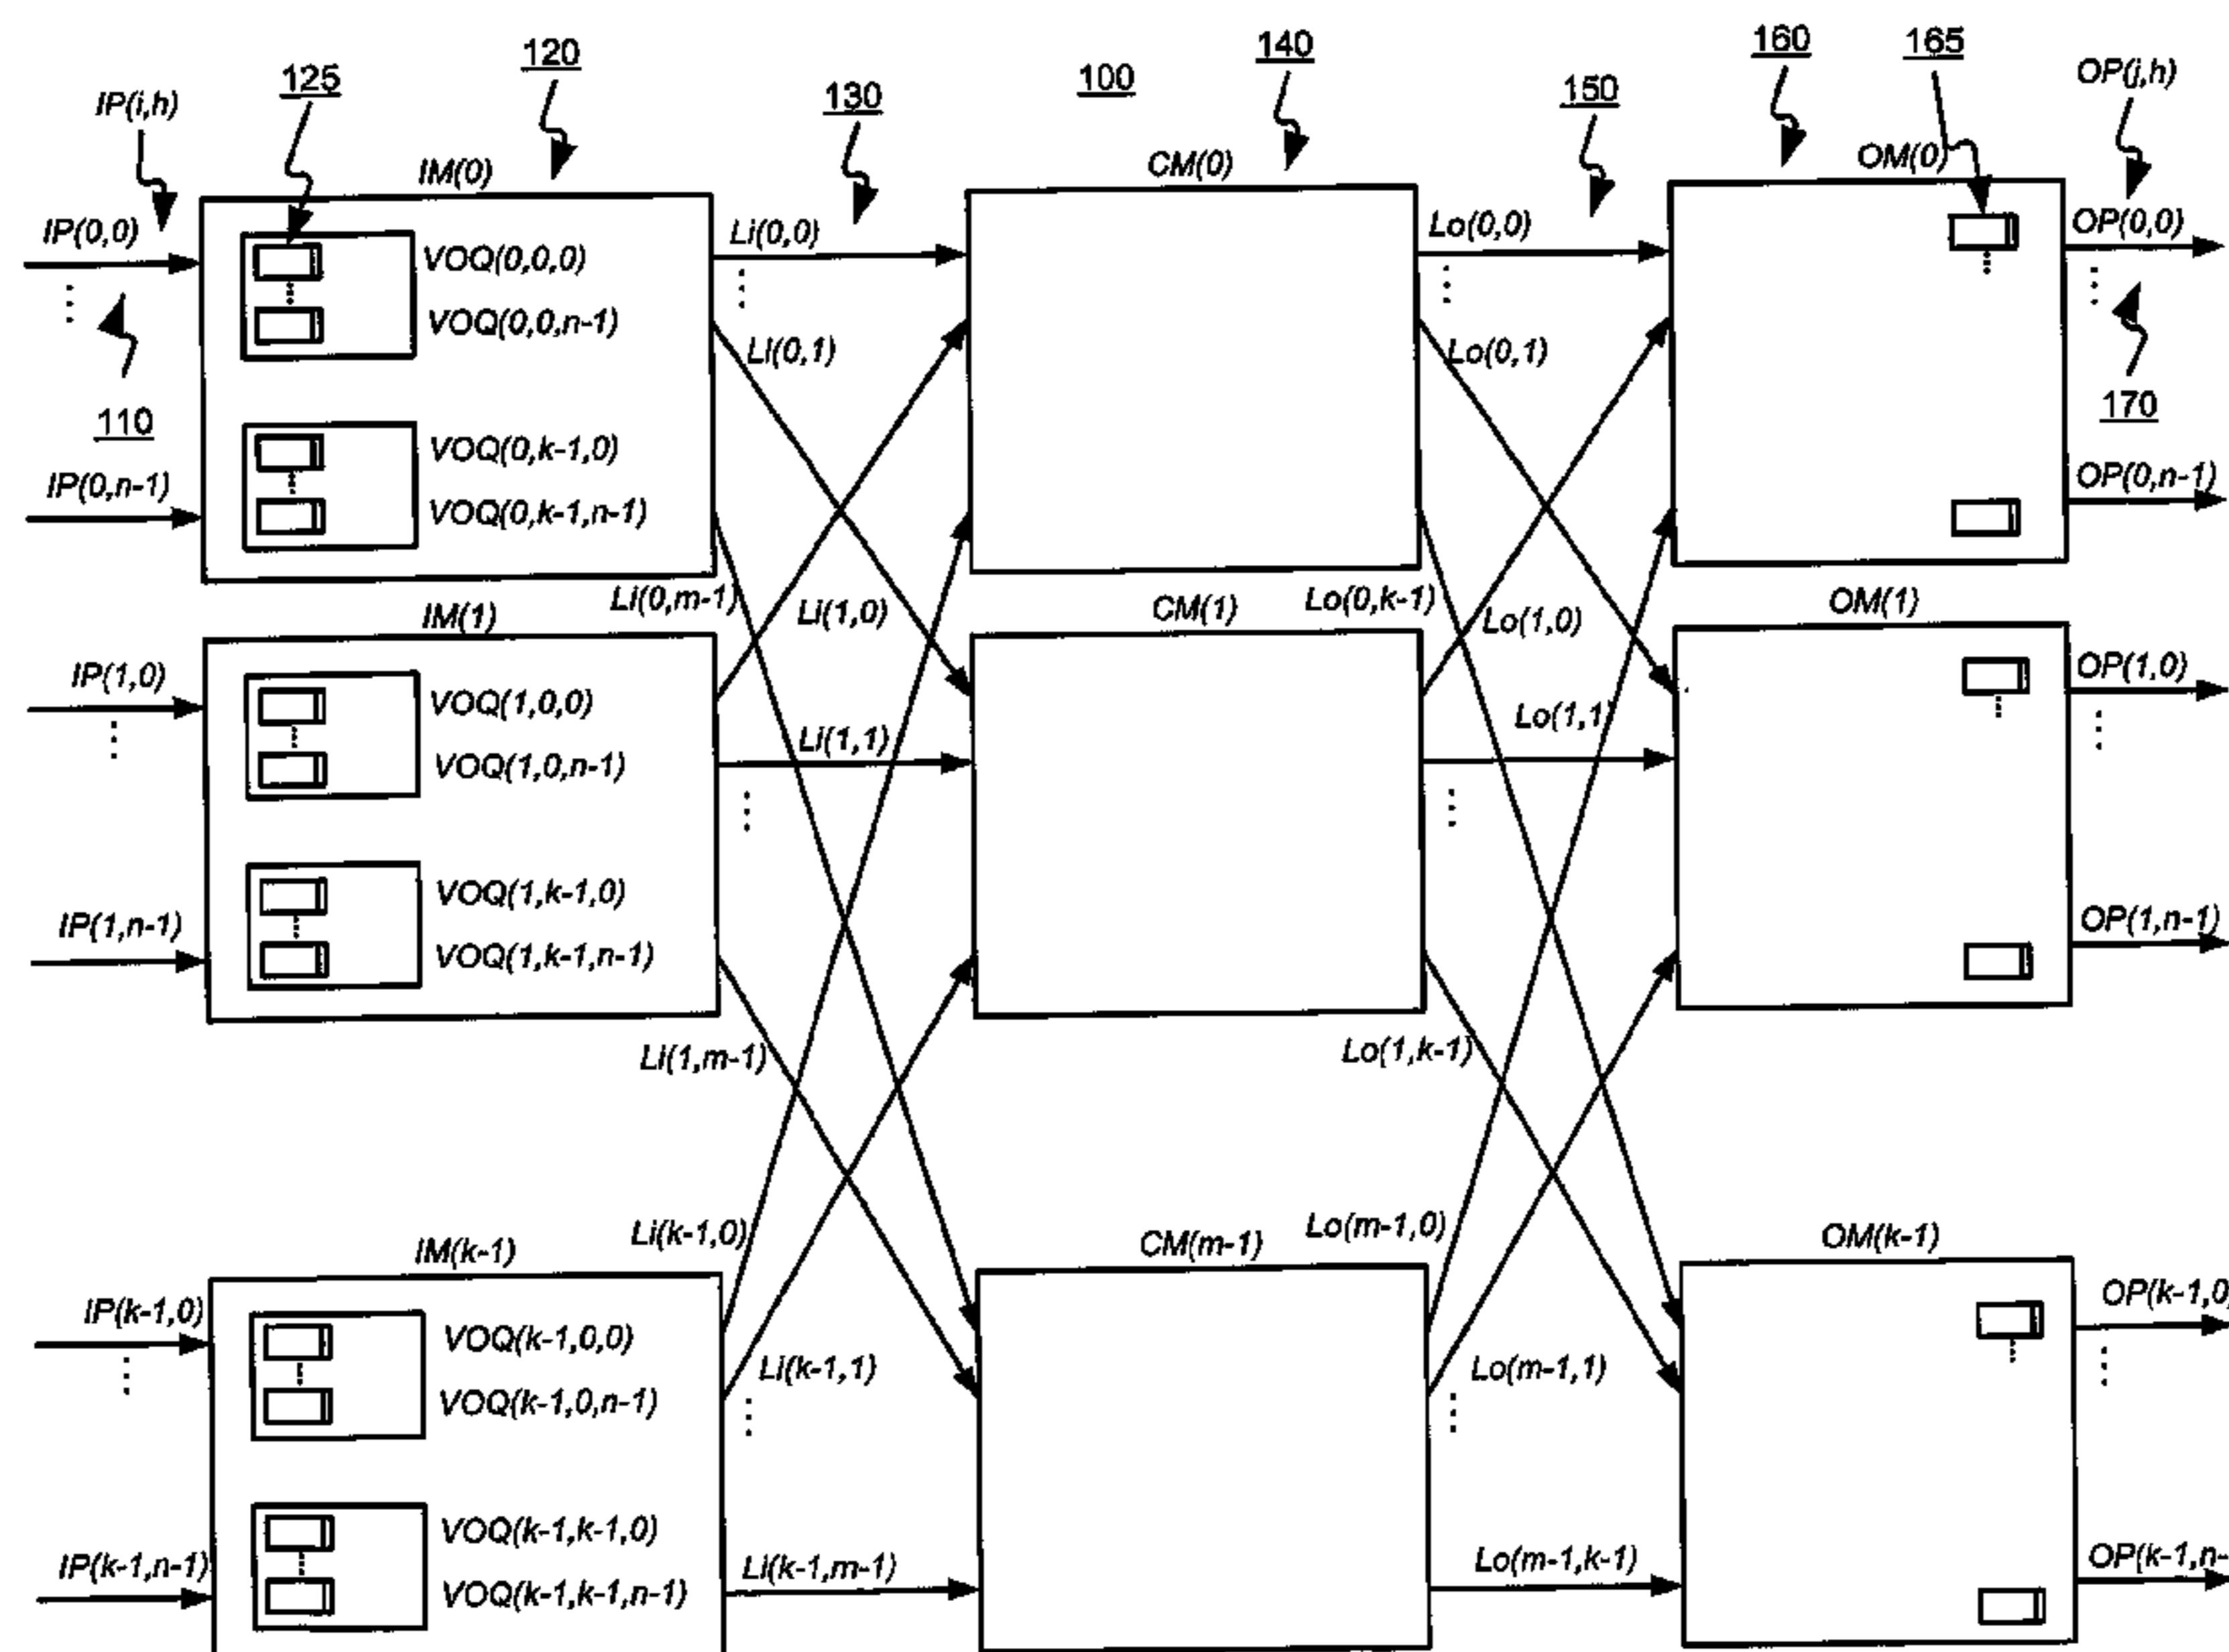 120
140
160
165
125
130
100
150
IP(i,h)
OP(j,h)
IM(0)
CM(0)
OM(0)
IP(0,0)
VOQ(0,0,0)
VOQ(0,0,n-1)
Li(0,0)
Li(0,1)
Lo(0,0)
Lo(0,1)
OP(0,0)
110
170
VOQ(0,k-1,0)
VOQ(0,k-1,n-1)
IP(0,n-1)
OP(0,n-1)
Li(0,m-1)
Li(1,0)
Lo(0,k-1)
Lo(1,0)
IM(1)
CM(1)
OM(1)
IP(1,0)
VOQ(1,0,0)
VOQ(1,0,n-1)
Li(1,1)
Lo(1,1)
OP(1,0)
VOQ(1,k-1,0)
VOQ(1,k-1,n-1)
IP(1,n-1)
OP(1,n-1)
Li(1,m-1)
Lo(1,k-1)
Li(k-1,0)
Lo(m-1,0)
IM(k-1)
CM(m-1)
OM(k-1)
IP(k-1,0)
VOQ(k-1,0,0)
VOQ(k-1,0,n-1)
Li(k-1,1)
Lo(m-1,1)
OP(k-1,0
VOQ(k-1,k-1,0)
VOQ(k-1,k-1,n-1)
IP(k-1,n-1)
Li(k-1,m-1)
Lo(m-1,k-1)
OP(k-1,n-